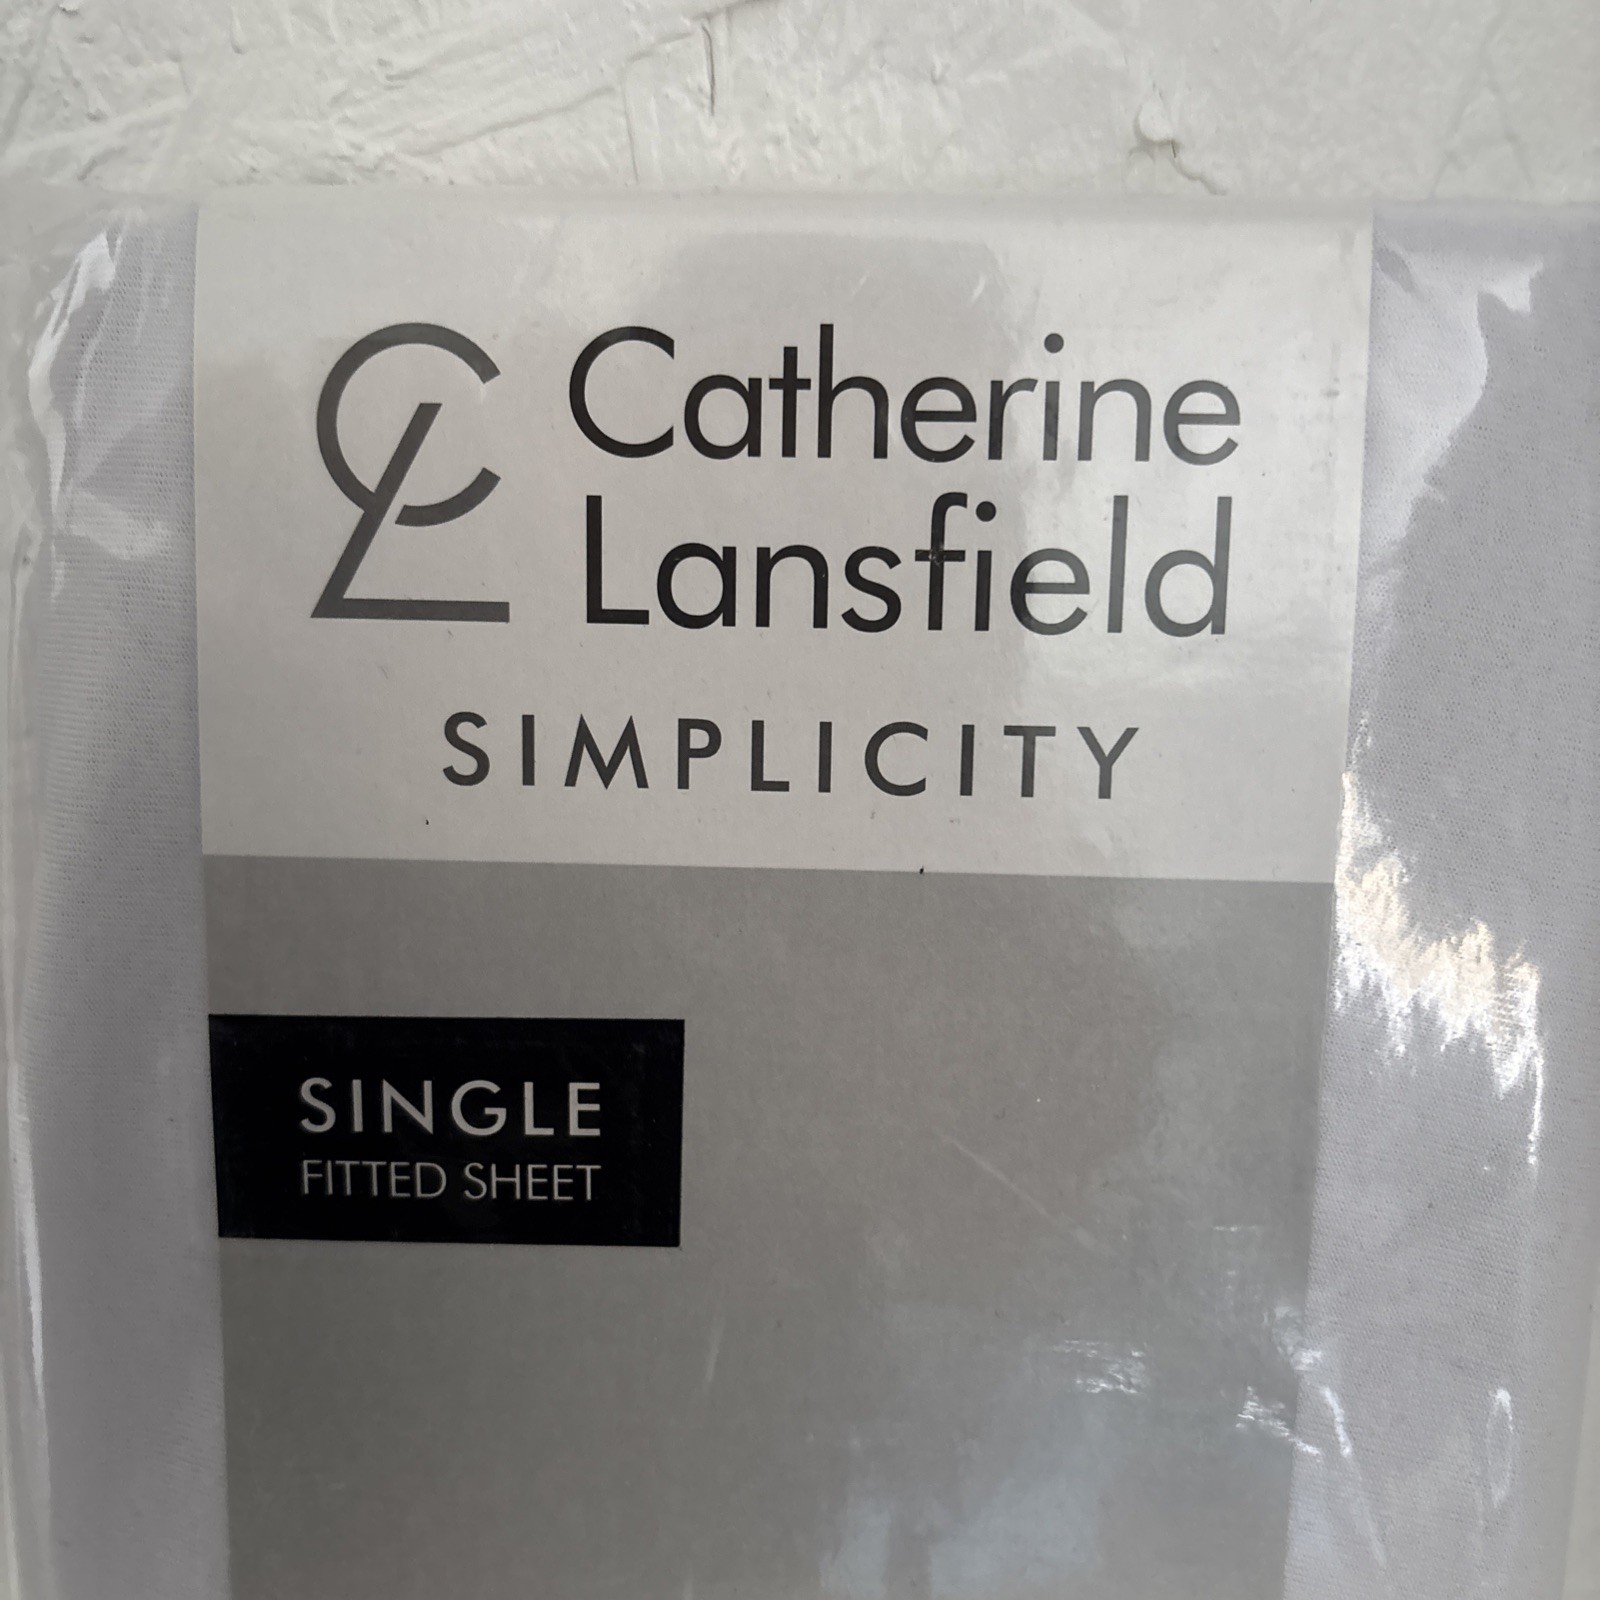 CL
Catherine
Lansfield
SIMPLICITY
SINGLE
FITTED SHEET